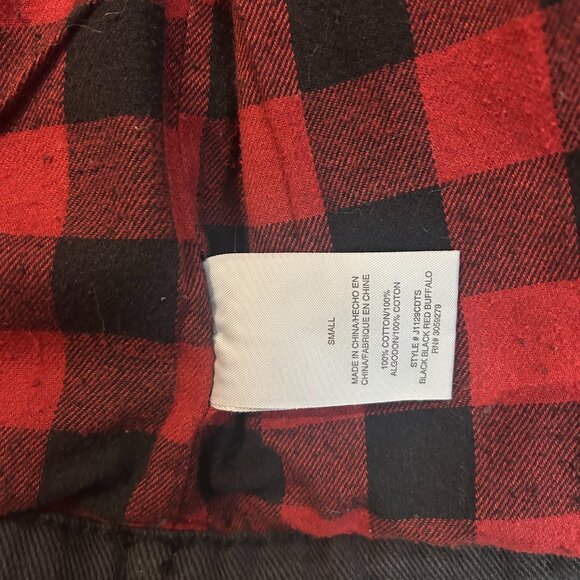 SMALL
MADE IN CHINA/HECHO EN
CHINA/FABRIQUE EN CHINE
100% COTTON/100%
ALGODON/100% COTON
STYLE # J1129CDTS
BLACK BLACK RED BUFFALO
RN# 3059279